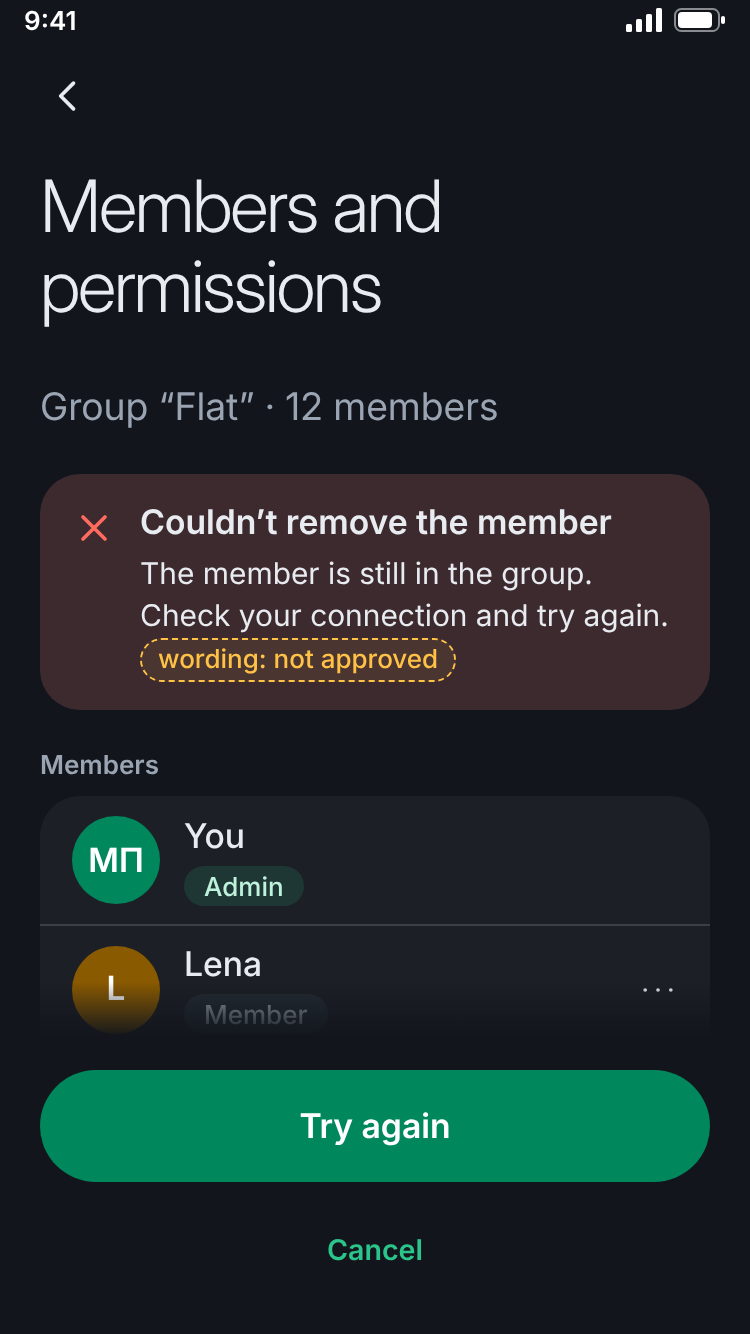 9:41
Members and
permissions
Group “Flat” · 12 members
Couldn’t remove the member
The member is still in the group.
Check your connection and try again.
wording: not approved
Members
МП
You
Admin
L
Lena
Member
Try again
Cancel